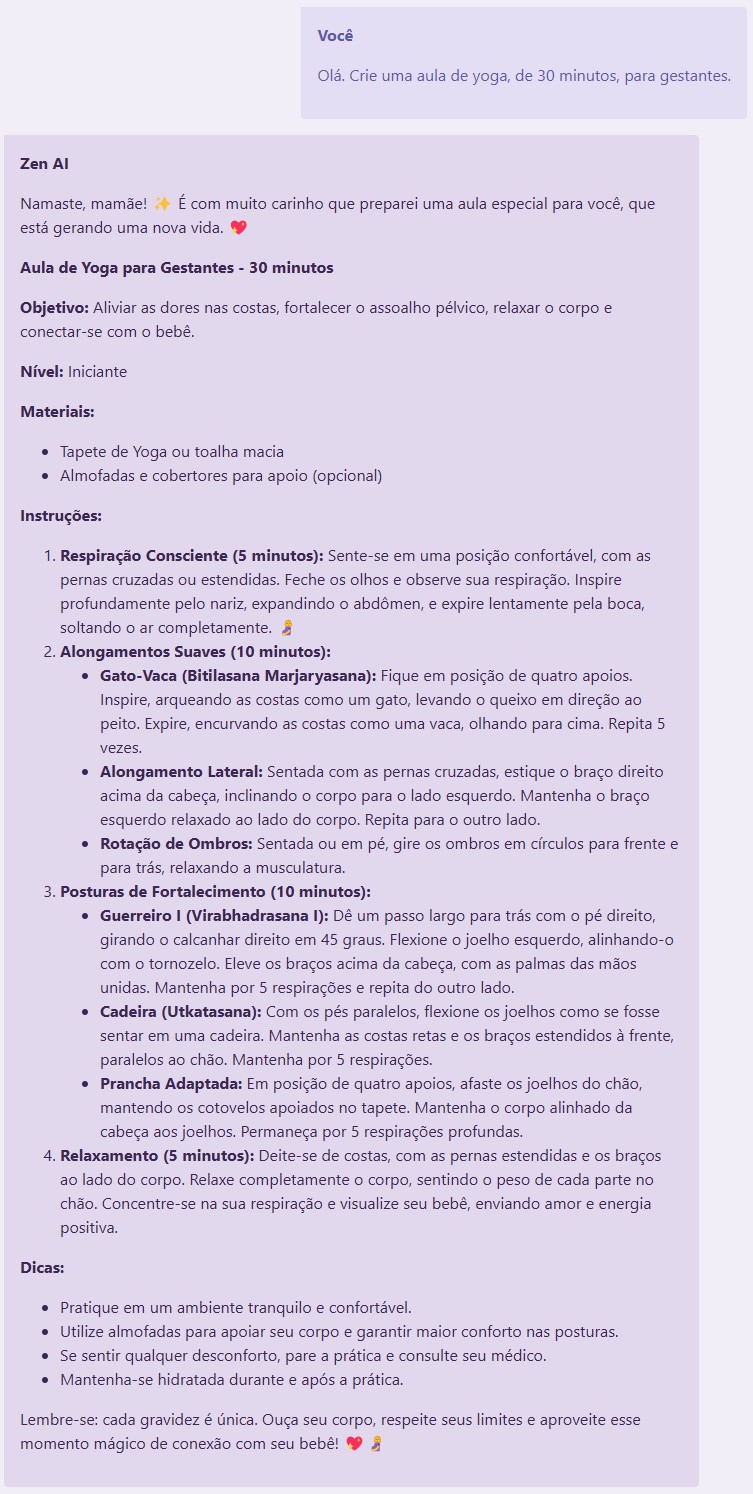 Você
Olá. Crie uma aula de yoga, de 30 minutos, para gestantes.
Zen AI
Namaste, mamãe! ✨ É com muito carinho que preparei uma aula especial para você, que
está gerando uma nova vida. 💖
Aula de Yoga para Gestantes - 30 minutos
Objetivo: Aliviar as dores nas costas, fortalecer o assoalho pélvico, relaxar o corpo e
conectar-se com o bebê.
Nível: Iniciante
Materiais:
• Tapete de Yoga ou toalha macia
• Almofadas e cobertores para apoio (opcional)
Instruções:
1. Respiração Consciente (5 minutos): Sente-se em uma posição confortável, com as
pernas cruzadas ou estendidas. Feche os olhos e observe sua respiração. Inspire
profundamente pelo nariz, expandindo o abdômen, e expire lentamente pela boca,
soltando o ar completamente. 🤱
2. Alongamentos Suaves (10 minutos):
• Gato-Vaca (Bitilasana Marjaryasana): Fique em posição de quatro apoios.
Inspire, arqueando as costas como um gato, levando o queixo em direção ao
peito. Expire, encurvando as costas como uma vaca, olhando para cima. Repita 5
vezes.
• Alongamento Lateral: Sentada com as pernas cruzadas, estique o braço direito
acima da cabeça, inclinando o corpo para o lado esquerdo. Mantenha o braço
esquerdo relaxado ao lado do corpo. Repita para o outro lado.
• Rotação de Ombros: Sentada ou em pé, gire os ombros em círculos para frente e
para trás, relaxando a musculatura.
3. Posturas de Fortalecimento (10 minutos):
• Guerreiro I (Virabhadrasana I): Dê um passo largo para trás com o pé direito,
girando o calcanhar direito em 45 graus. Flexione o joelho esquerdo, alinhando-o
com o tornozelo. Eleve os braços acima da cabeça, com as palmas das mãos
unidas. Mantenha por 5 respirações e repita do outro lado.
• Cadeira (Utkatasana): Com os pés paralelos, flexione os joelhos como se fosse
sentar em uma cadeira. Mantenha as costas retas e os braços estendidos à frente,
paralelos ao chão. Mantenha por 5 respirações.
• Prancha Adaptada: Em posição de quatro apoios, afaste os joelhos do chão,
mantendo os cotovelos apoiados no tapete. Mantenha o corpo alinhado da
cabeça aos joelhos. Permaneça por 5 respirações profundas.
4. Relaxamento (5 minutos): Deite-se de costas, com as pernas estendidas e os braços
ao lado do corpo. Relaxe completamente o corpo, sentindo o peso de cada parte no
chão. Concentre-se na sua respiração e visualize seu bebê, enviando amor e energia
positiva.
Dicas:
• Pratique em um ambiente tranquilo e confortável.
• Utilize almofadas para apoiar seu corpo e garantir maior conforto nas posturas.
• Se sentir qualquer desconforto, pare a prática e consulte seu médico.
• Mantenha-se hidratada durante e após a prática.
Lembre-se: cada gravidez é única. Ouça seu corpo, respeite seus limites e aproveite esse
momento mágico de conexão com seu bebê! 💖 🤱